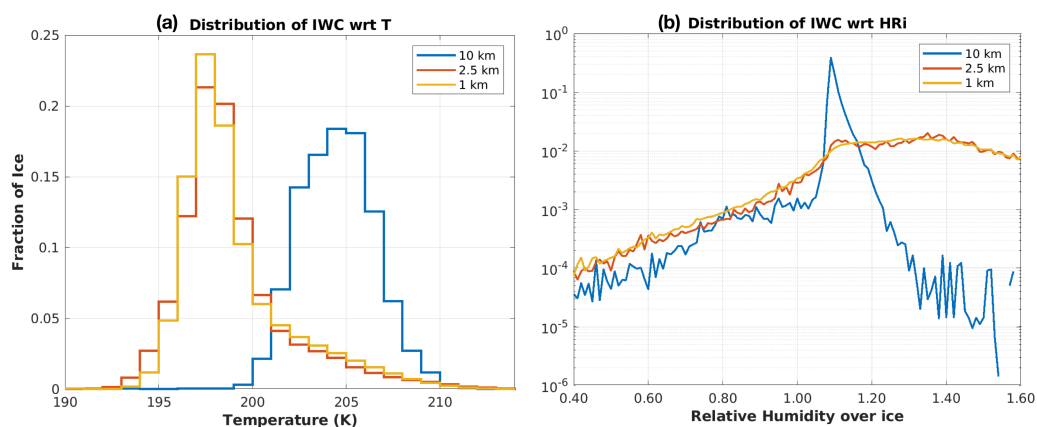 (a) Distribution of IWC wrt T
0.25
0.2
0.15
0.1
0.05
0
Fraction of Ice
10 km
2.5 km
1 km
190 195 200 205 210
Temperature (K)
(b) Distribution of IWC wrt HRi
10^0
10^-1
10^-2
10^-3
10^-4
10^-5
10^-6
10 km
2.5 km
1 km
0.40 0.60 0.80 1.00 1.20 1.40 1.60
Relative Humidity over ice